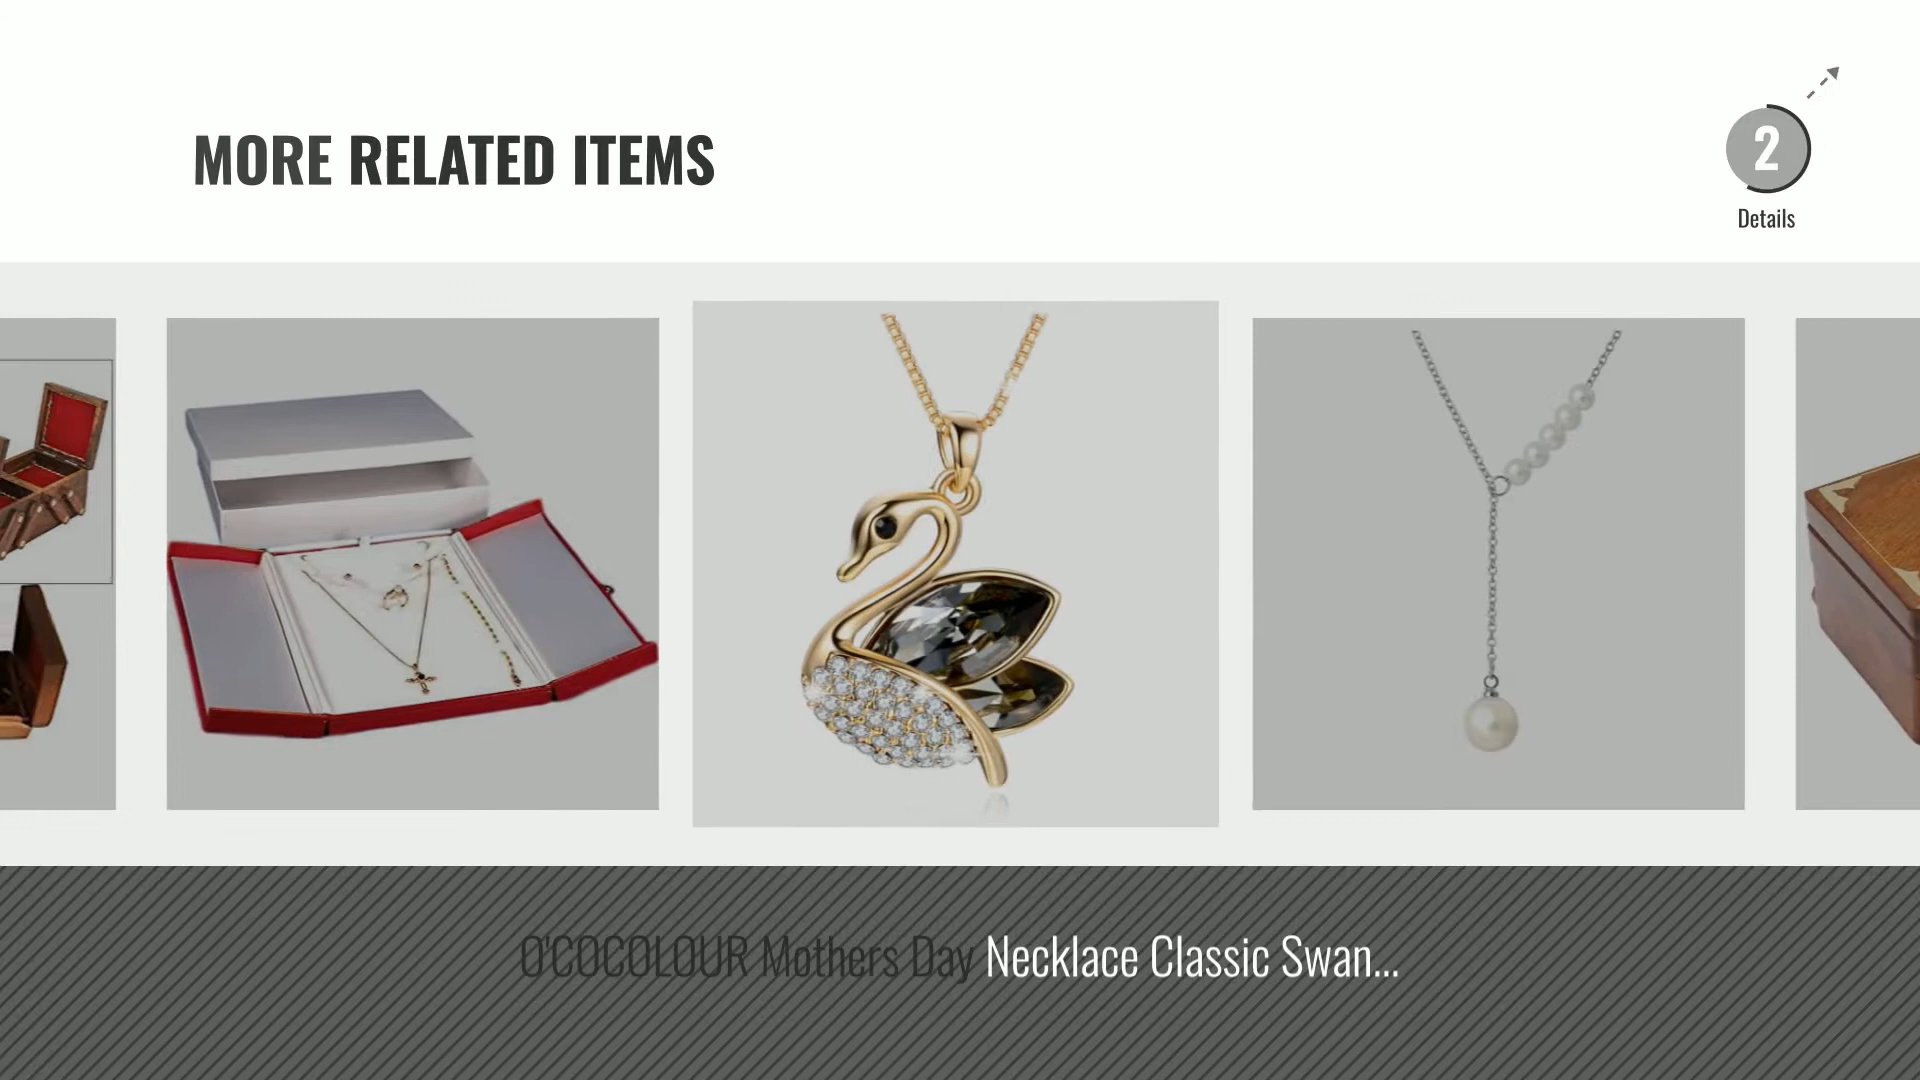 MORE RELATED ITEMS
2
Details
O'COCOLOUR Mothers Day Necklace Classic Swan...